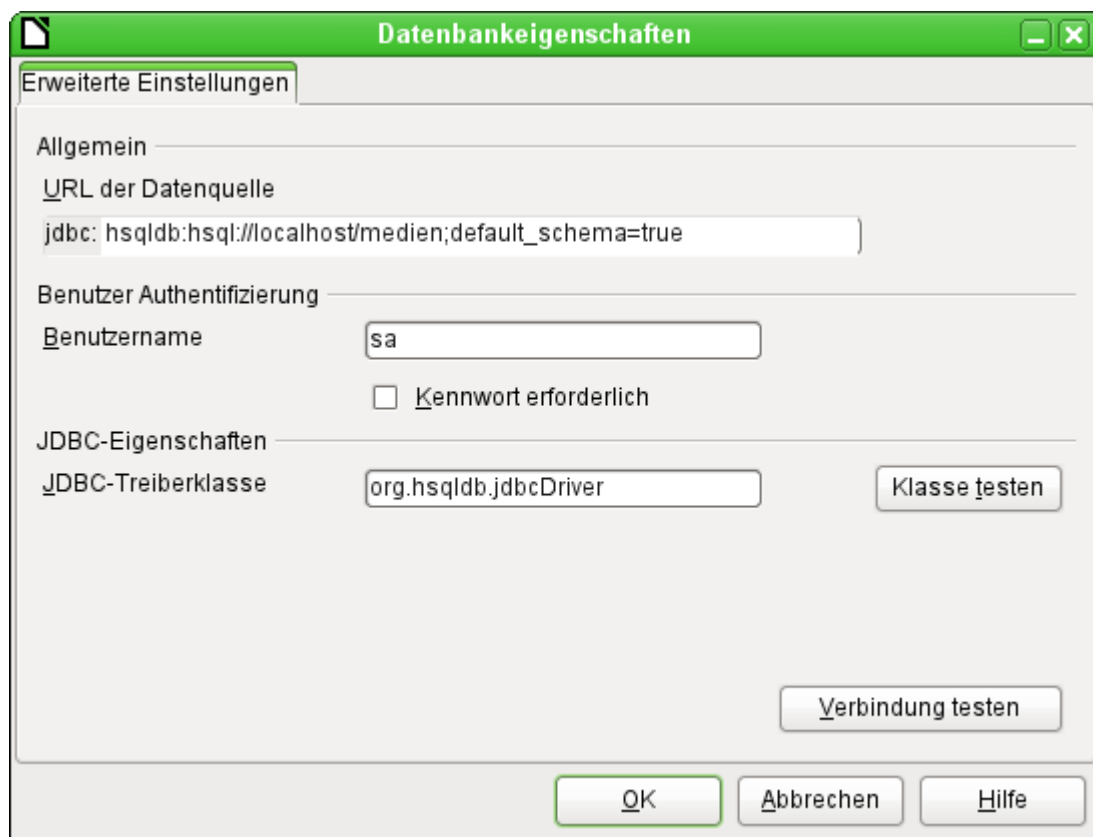 Datenbankeigenschaften
Erweiterte Einstellungen
Allgemein
URL der Datenquelle
jdbc: hsqldb:hsql://localhost/medien;default_schema=true
Benutzer Authentifizierung
Benutzername sa
Kennwort erforderlich
JDBC-Eigenschaften
JDBC-Treiberklasse org.hsqldb.jdbcDriver Klasse testen
Verbindung testen
OK Abbrechen Hilfe